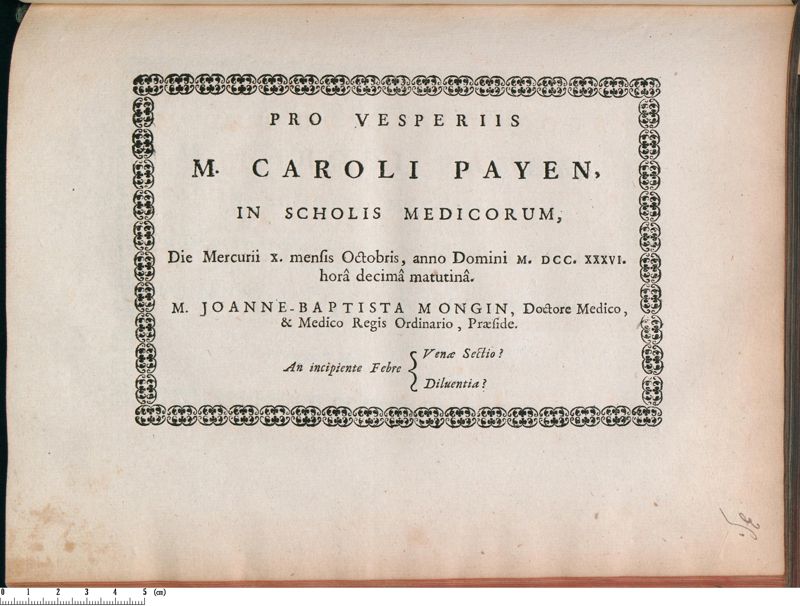 PRO VESPERIIS
M. CAROLI PAYEN,
IN SCHOLIS MEDICORUM,
Die Mercurii X. mensis Octobris, anno Domini M. DCC. XXXVI.
horâ decimâ matutinâ.
M. JOANNE-BAPTISTA MONGIN, Doctore Medico,
& Medico Regis Ordinario, Præside.
An incipiente Febre { Venæ Sectio?
Diluentia?
0 1 2 3 4 5 (cm)